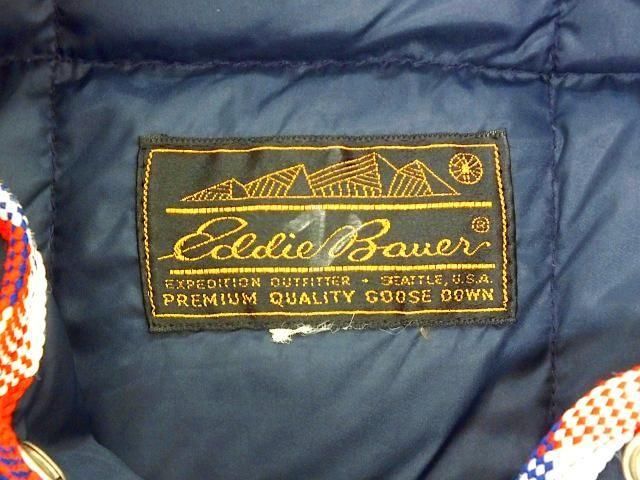 Eddie Bauer®
EXPEDITION OUTFITTER • SEATTLE, U.S.A.
PREMIUM QUALITY GOOSE DOWN